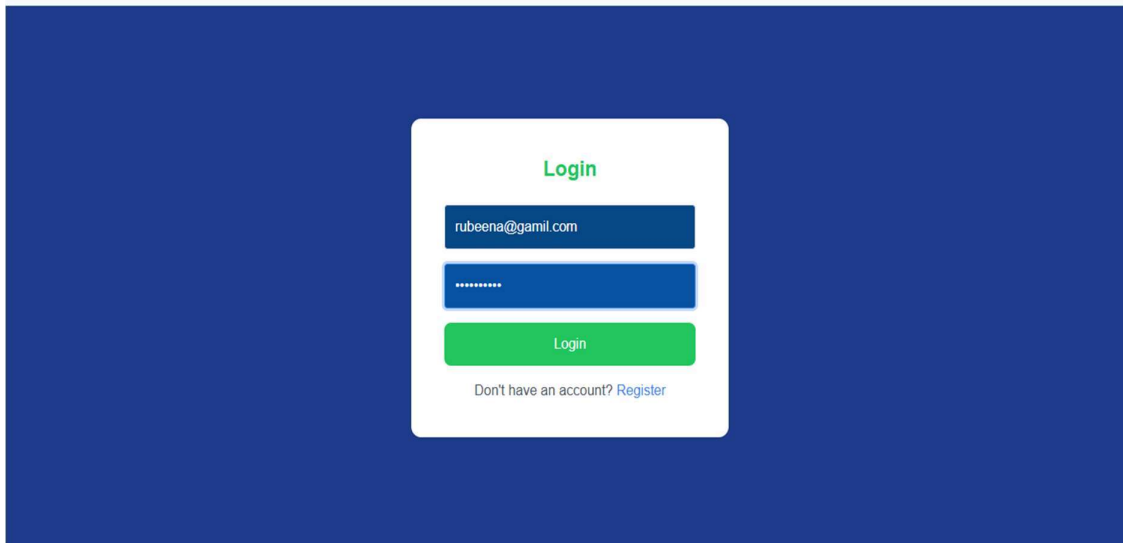 Login
rubeena@gamil.com
••••••••••
Login
Don't have an account? Register